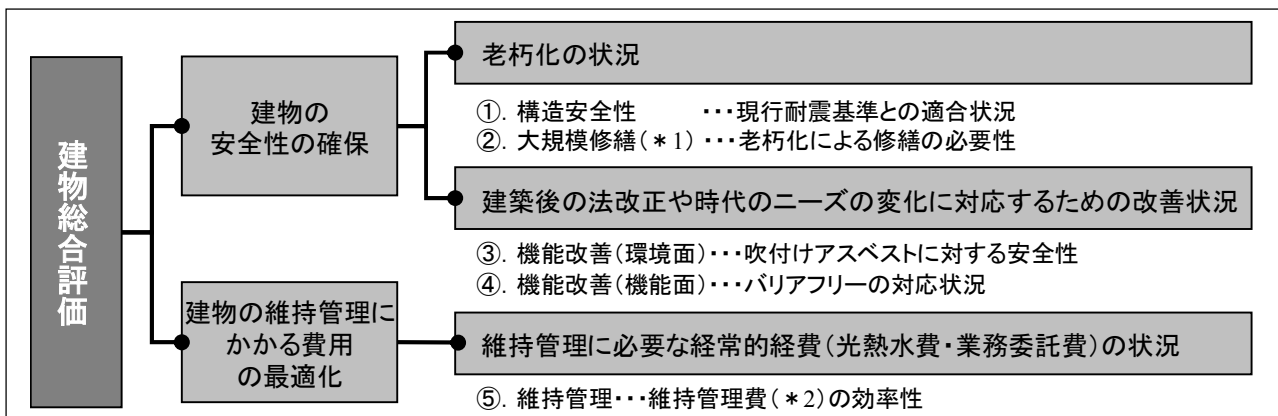 建物総合評価
建物の
安全性の確保
老朽化の状況
①. 構造安全性 ・・・現行耐震基準との適合状況
②. 大規模修繕(＊1) ・・・老朽化による修繕の必要性
建築後の法改正や時代のニーズの変化に対応するための改善状況
③. 機能改善(環境面)・・・吹付けアスベストに対する安全性
④. 機能改善(機能面)・・・バリアフリーの対応状況
建物の維持管理に
かかる費用
の最適化
維持管理に必要な経常的経費(光熱水費・業務委託費)の状況
⑤. 維持管理・・・維持管理費(＊2)の効率性